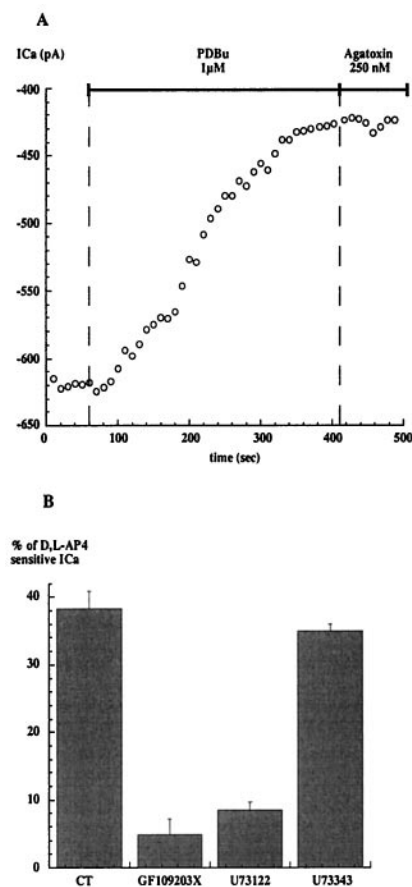 A
ICa (pA)
PDBu
1μM
Agatoxin
250 nM
-400
-450
-500
-550
-600
-650
0
100
200
300
400
500
time (sec)
B
% of D,L-AP4
sensitive ICa
40
30
20
10
0
CT
GF109203X
U73122
U73343